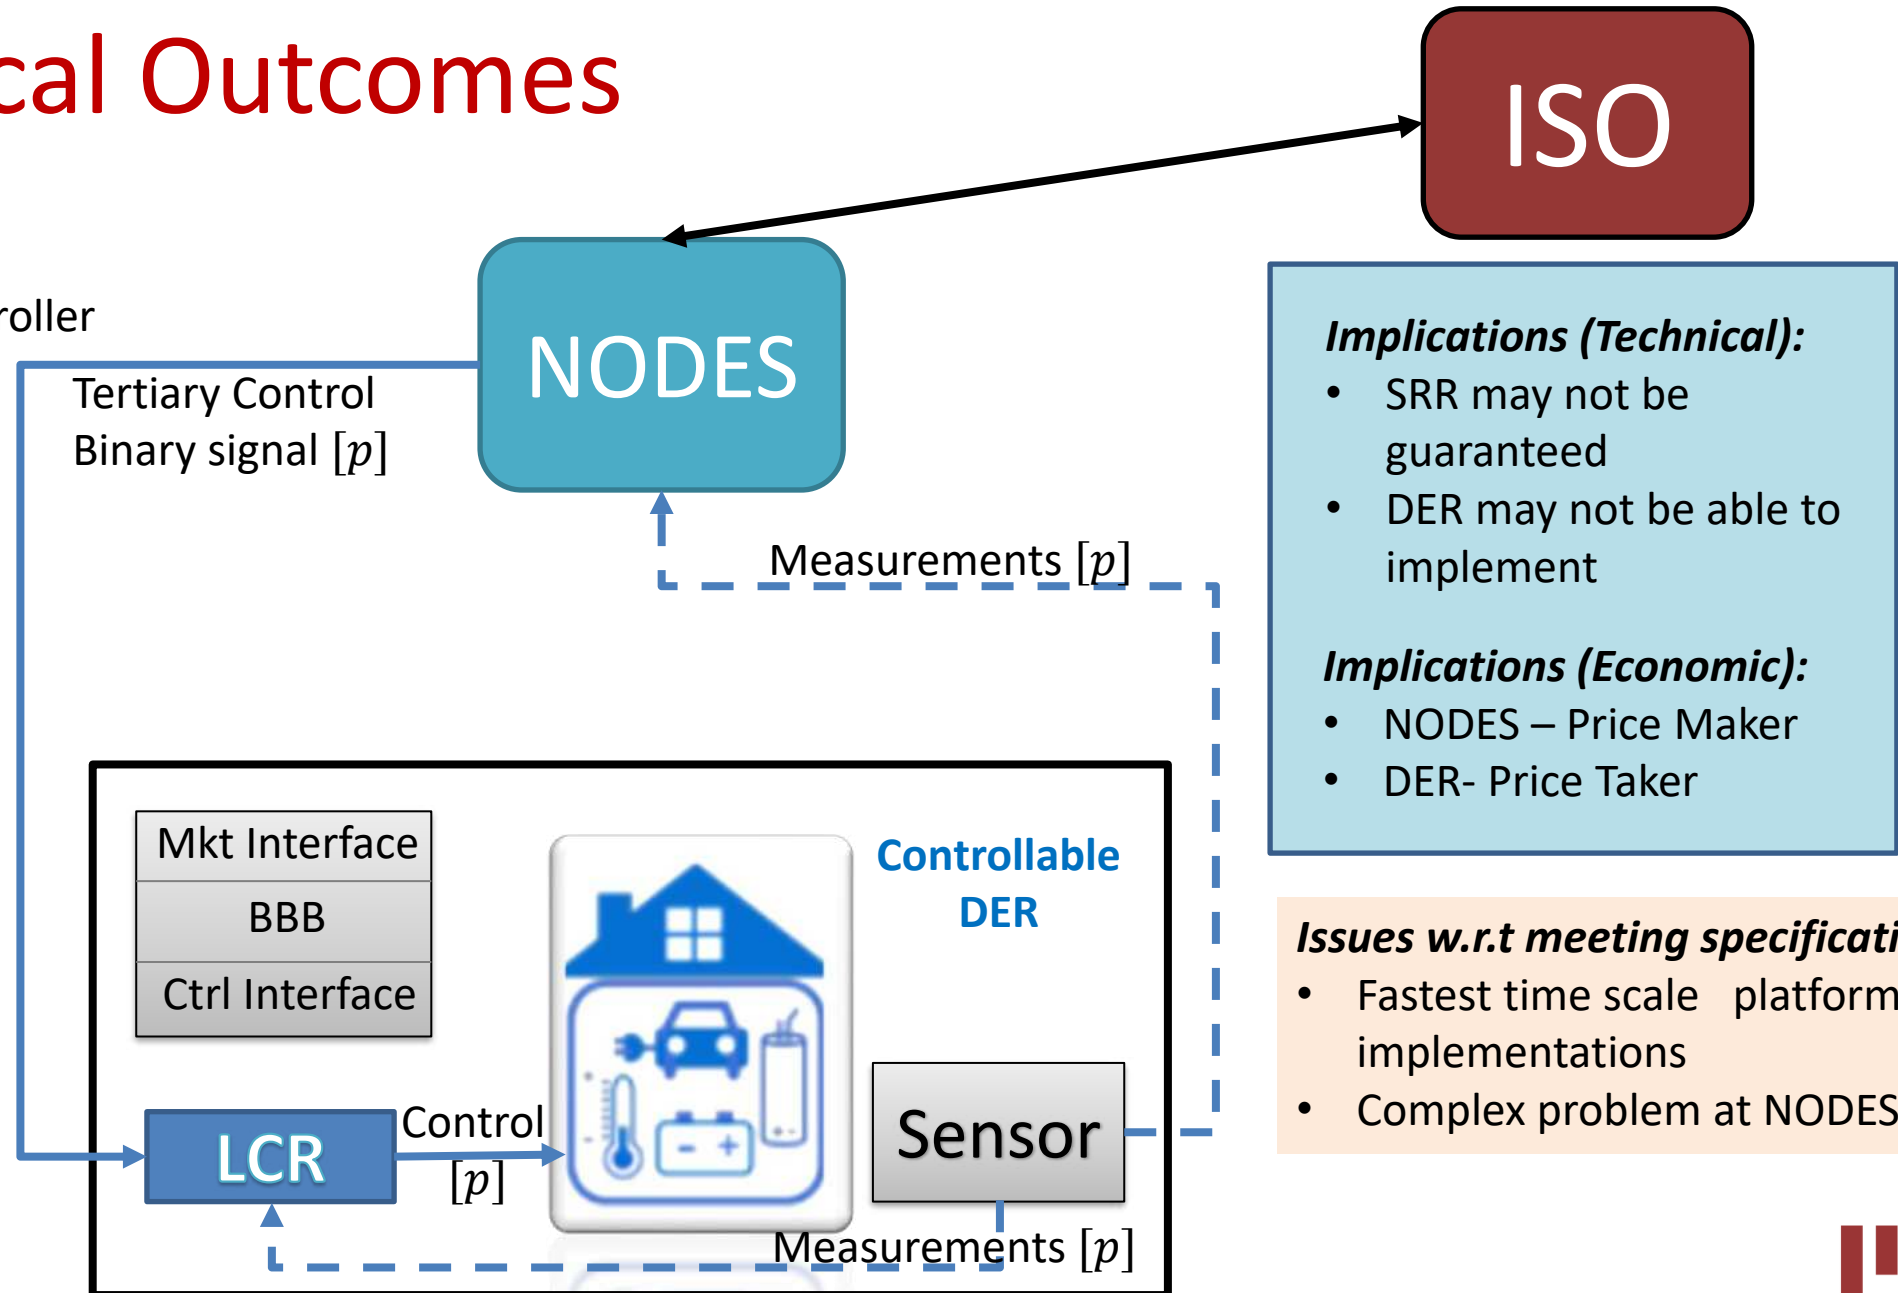 cal Outcomes
ISO
roller
Tertiary Control
Binary signal [p]
NODES
Measurements [p]
Implications (Technical):
• SRR may not be
guaranteed
• DER may not be able to
implement
Implications (Economic):
• NODES – Price Maker
• DER- Price Taker
Mkt Interface
BBB
Ctrl Interface
Controllable
DER
LCR
Control
[p]
Sensor
Measurements [p]
Issues w.r.t meeting specificati
• Fastest time scale platform
implementations
• Complex problem at NODES